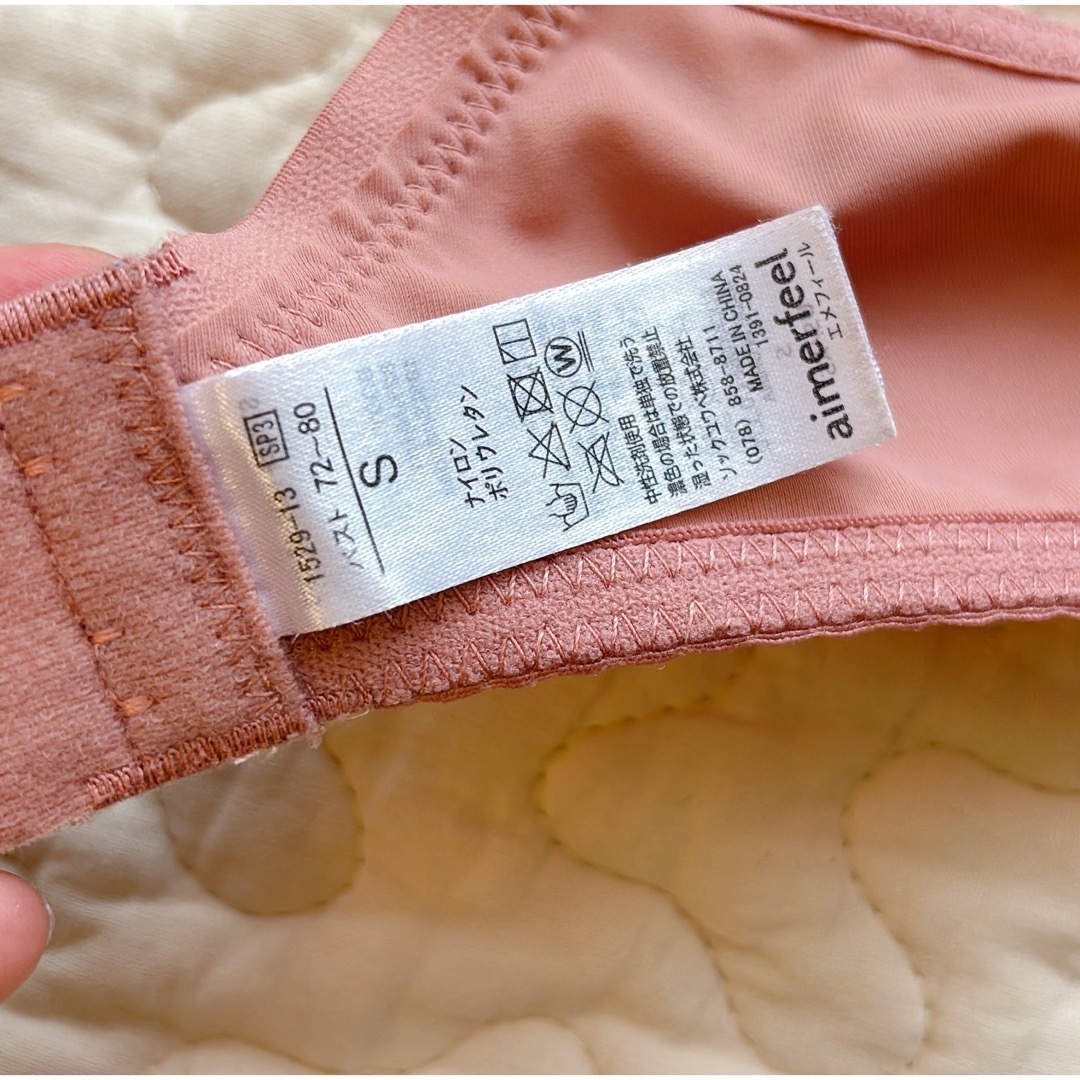 aimerfeel
エメフィール
1391-0824
MADE IN CHINA
(078) 858-8711
ソックコウベ株式会社
湿った状態での放置禁止
濃色の場合は単独で洗う
中性洗剤使用
W
ナイロン
ポリウレタン
S
バスト 72~80
1529-13 SP3